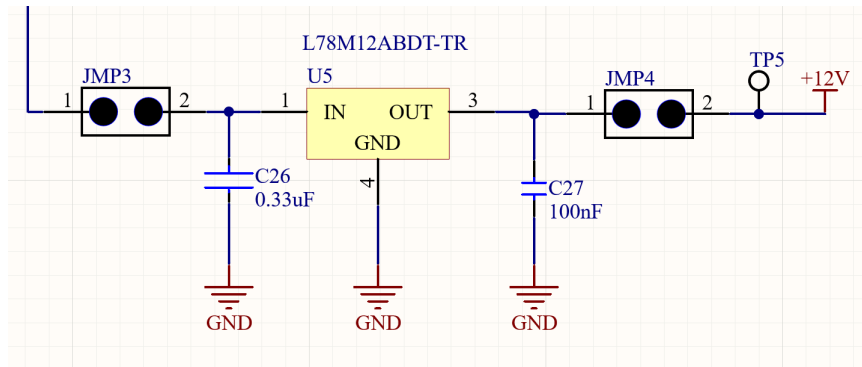 L78M12ABDT-TR
JMP3
U5
JMP4
TP5
+12V
1
2
1
IN
OUT
3
1
2
GND
4
C26
0.33uF
C27
100nF
GND
GND
GND